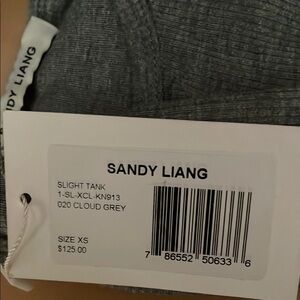 DY LIANG
SANDY LIANG
SLIGHT TANK
1-SL-XCL-KN913
020 CLOUD GREY
SIZE XS
$125.00
7 86552 50633 6